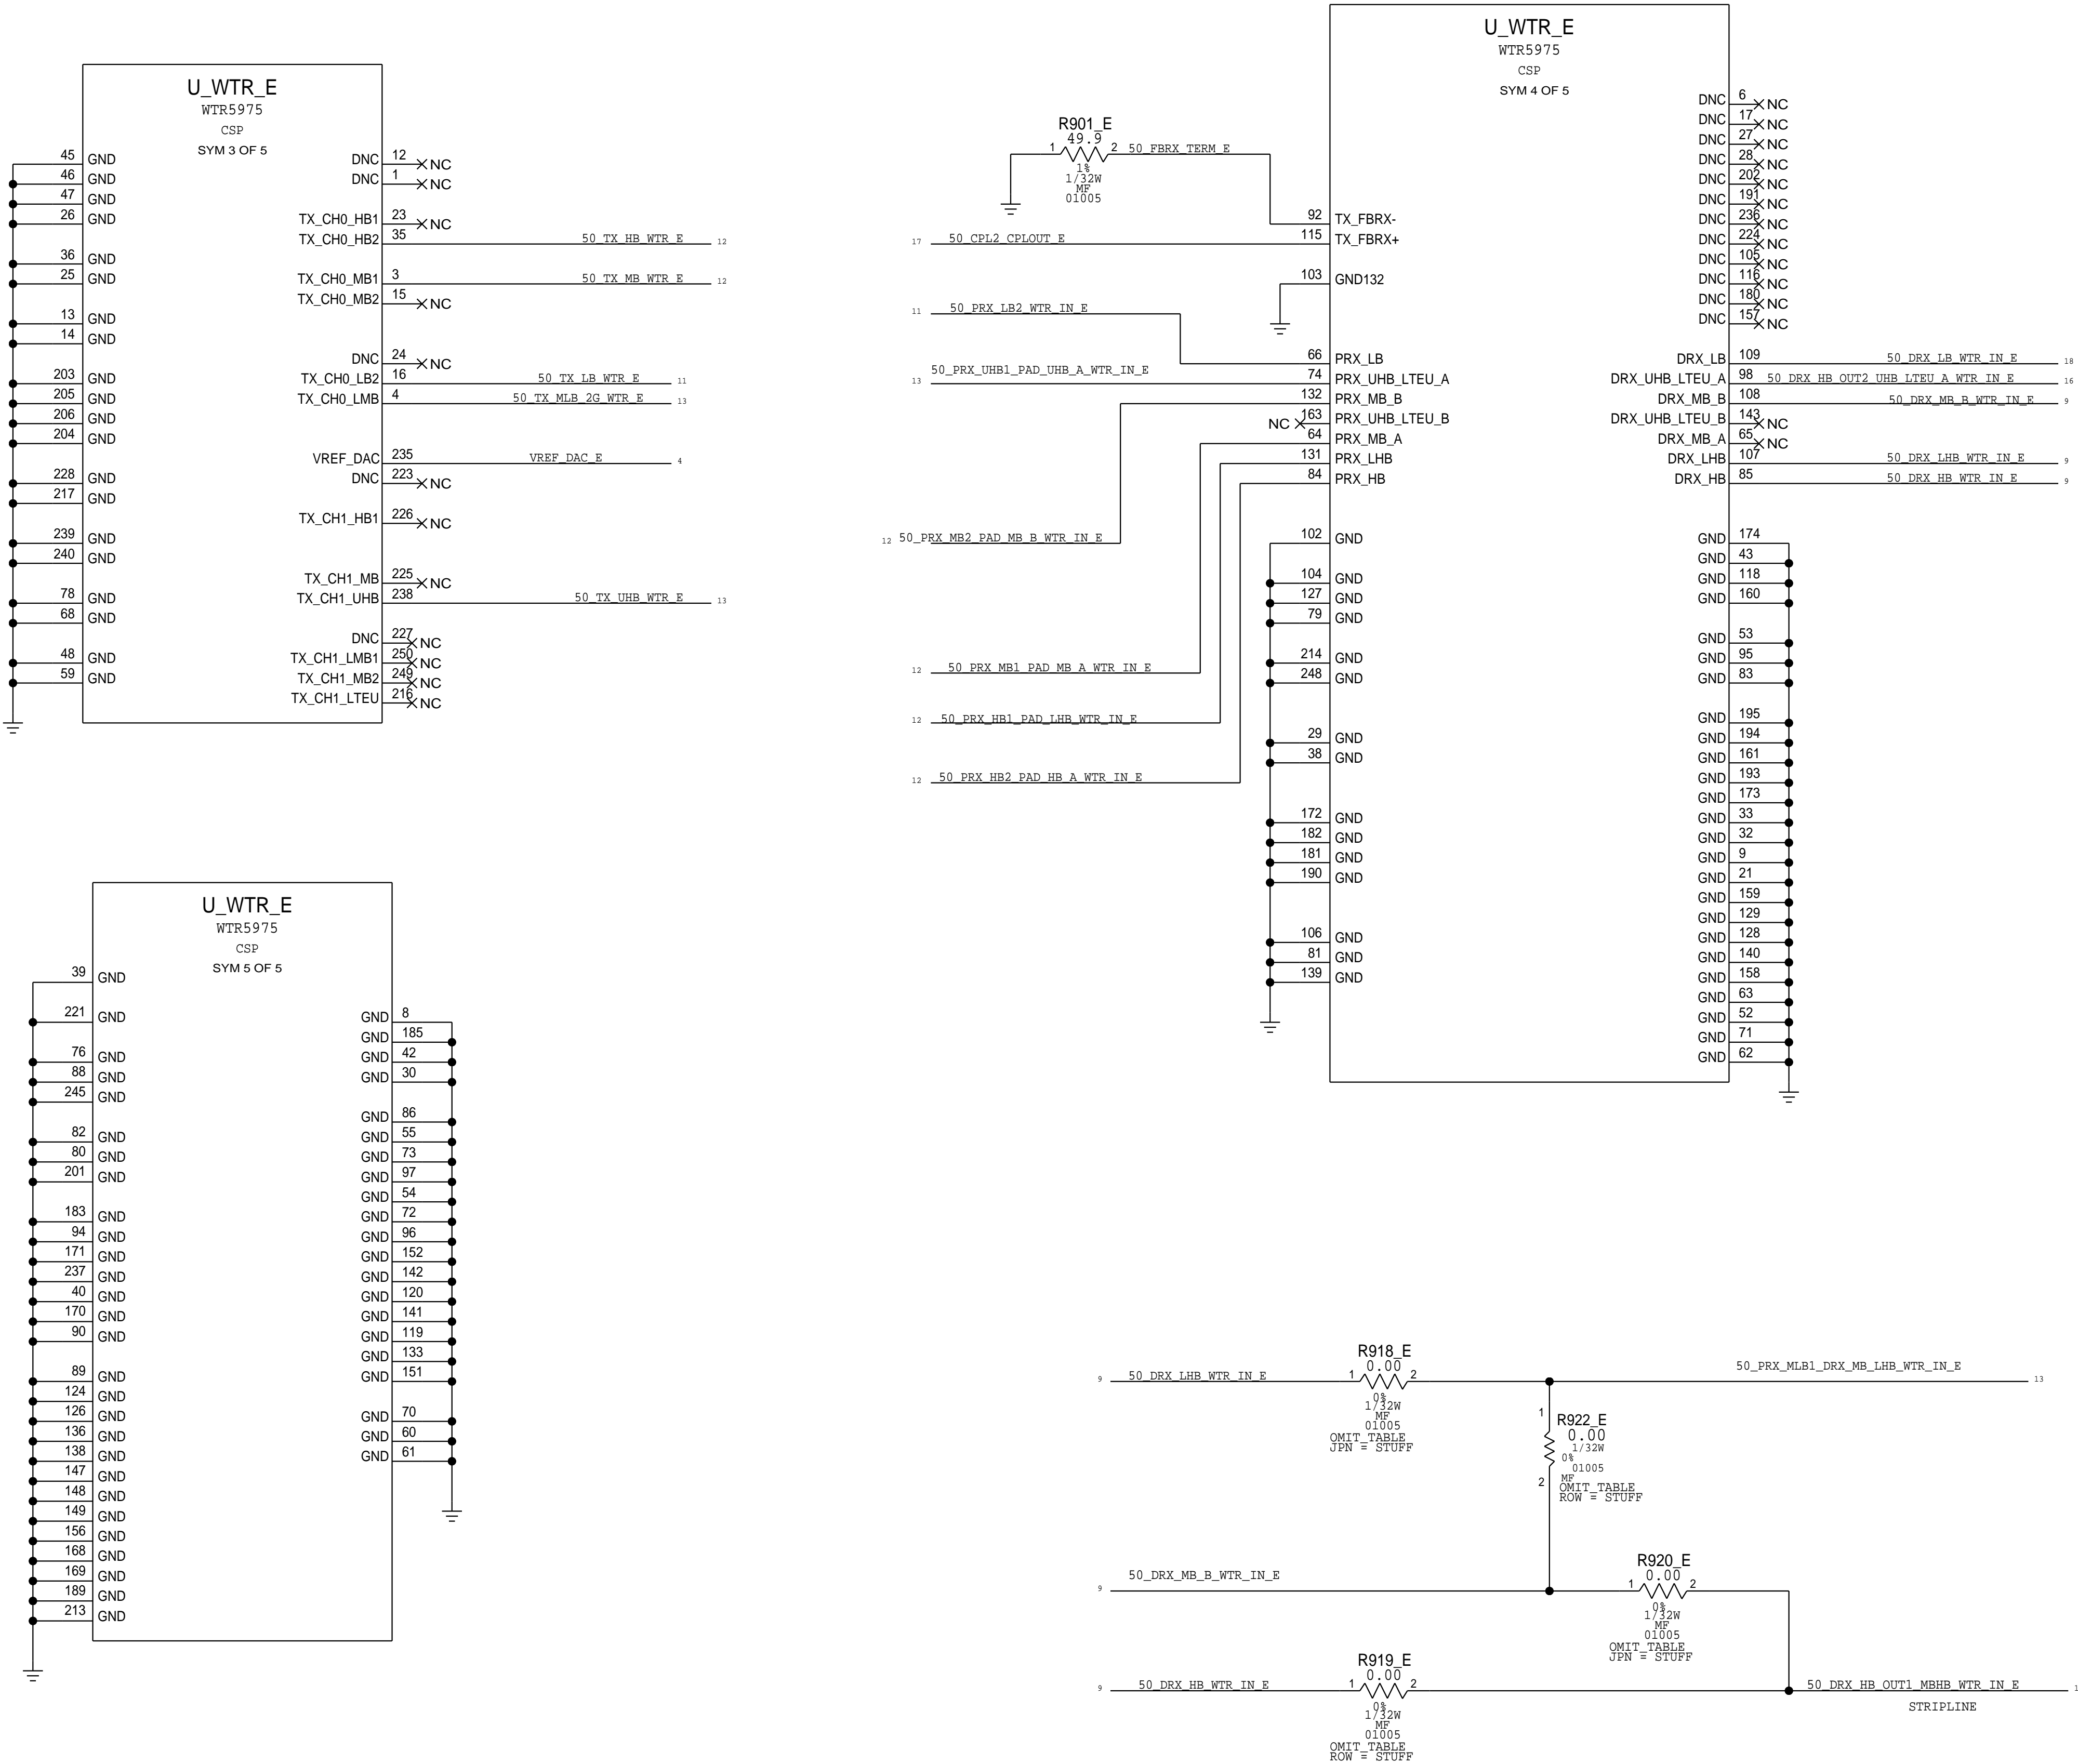 U_WTR_E
WTR5975
CSP
SYM 3 OF 5
45 GND
46 GND
47 GND
26 GND
36 GND
25 GND
13 GND
14 GND
203 GND
205 GND
206 GND
204 GND
228 GND
217 GND
239 GND
240 GND
78 GND
68 GND
48 GND
59 GND
DNC 12 NC
DNC 1 NC
TX_CH0_HB1 23 NC
TX_CH0_HB2 35 50_TX_HB_WTR_E 12
TX_CH0_MB1 3 50_TX_MB_WTR_E 12
TX_CH0_MB2 15 NC
DNC 24 NC
TX_CH0_LB2 16 50_TX_LB_WTR_E 11
TX_CH0_LMB 4 50_TX_MLB_2G_WTR_E 13
VREF_DAC 235 VREF_DAC_E 4
DNC 223 NC
TX_CH1_HB1 226 NC
TX_CH1_MB 225 NC
TX_CH1_UHB 238 50_TX_UHB_WTR_E 13
DNC 227 NC
TX_CH1_LMB1 250 NC
TX_CH1_MB2 249 NC
TX_CH1_LTEU 216 NC
U_WTR_E
WTR5975
CSP
SYM 4 OF 5
R901_E
49.9
1 2 50_FBRX_TERM_E
1%
1/32W
MF
01005
92 TX_FBRX-
17 50_CPL2_CPLOUT_E 115 TX_FBRX+
103 GND132
11 50_PRX_LB2_WTR_IN_E
66 PRX_LB
13 50_PRX_UHB1_PAD_UHB_A_WTR_IN_E 74 PRX_UHB_LTEU_A
132 PRX_MB_B
NC 163 PRX_UHB_LTEU_B
64 PRX_MB_A
131 PRX_LHB
84 PRX_HB
12 50_PRX_MB2_PAD_MB_B_WTR_IN_E
12 50_PRX_MB1_PAD_MB_A_WTR_IN_E
12 50_PRX_HB1_PAD_LHB_WTR_IN_E
12 50_PRX_HB2_PAD_HB_A_WTR_IN_E
102 GND
104 GND
127 GND
79 GND
214 GND
248 GND
29 GND
38 GND
172 GND
182 GND
181 GND
190 GND
106 GND
81 GND
139 GND
DNC 6 NC
DNC 17 NC
DNC 27 NC
DNC 28 NC
DNC 202 NC
DNC 191 NC
DNC 236 NC
DNC 224 NC
DNC 105 NC
DNC 116 NC
DNC 180 NC
DNC 157 NC
DRX_LB 109 50_DRX_LB_WTR_IN_E 18
DRX_UHB_LTEU_A 98 50_DRX_HB_OUT2_UHB_LTEU_A_WTR_IN_E 16
DRX_MB_B 108 50_DRX_MB_B_WTR_IN_E 9
DRX_UHB_LTEU_B 143 NC
DRX_MB_A 65 NC
DRX_LHB 107 50_DRX_LHB_WTR_IN_E 9
DRX_HB 85 50_DRX_HB_WTR_IN_E 9
GND 174
GND 43
GND 118
GND 160
GND 53
GND 95
GND 83
GND 195
GND 194
GND 161
GND 193
GND 173
GND 33
GND 32
GND 9
GND 21
GND 159
GND 129
GND 128
GND 140
GND 158
GND 63
GND 52
GND 71
GND 62
U_WTR_E
WTR5975
CSP
SYM 5 OF 5
39 GND
221 GND
76 GND
88 GND
245 GND
82 GND
80 GND
201 GND
183 GND
94 GND
171 GND
237 GND
40 GND
170 GND
90 GND
89 GND
124 GND
126 GND
136 GND
138 GND
147 GND
148 GND
149 GND
156 GND
168 GND
169 GND
189 GND
213 GND
GND 8
GND 185
GND 42
GND 30
GND 86
GND 55
GND 73
GND 97
GND 54
GND 72
GND 96
GND 152
GND 142
GND 120
GND 141
GND 119
GND 133
GND 151
GND 70
GND 60
GND 61
R918_E
0.00
9 50_DRX_LHB_WTR_IN_E 1 2 50_PRX_MLB1_DRX_MB_LHB_WTR_IN_E 13
0%
1/32W
MF
01005
OMIT_TABLE
JPN = STUFF
1
R922_E
0.00
1/32W
0%
01005
MF
2
OMIT_TABLE
ROW = STUFF
R920_E
0.00
9 50_DRX_MB_B_WTR_IN_E 1 2
0%
1/32W
MF
01005
OMIT_TABLE
JPN = STUFF
R919_E
0.00
9 50_DRX_HB_WTR_IN_E 1 2 50_DRX_HB_OUT1_MBHB_WTR_IN_E 1
STRIPLINE
0%
1/32W
MF
01005
OMIT_TABLE
ROW = STUFF